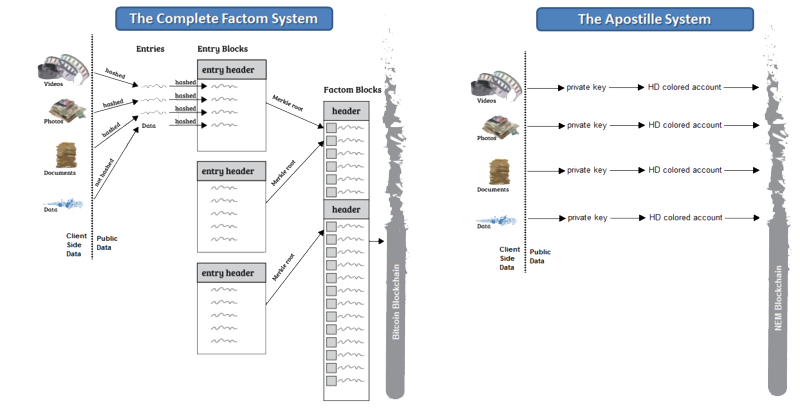 The Complete Factom System
Entries
Entry Blocks
Videos
hashed
hashed
entry header
Photos
hashed
hashed
hashed
hashed
Data
hashed
Documents
not hashed
Data
Client
Side
Data
Public
Data
entry header
entry header
Merkle root
Merkle root
Merkle root
Factom Blocks
header
header
Bitcoin Blockchain
The Apostille System
Videos
private key
HD colored account
Photos
private key
HD colored account
Documents
private key
HD colored account
Data
private key
HD colored account
Client
Side
Data
Public
Data
NEM Blockchain